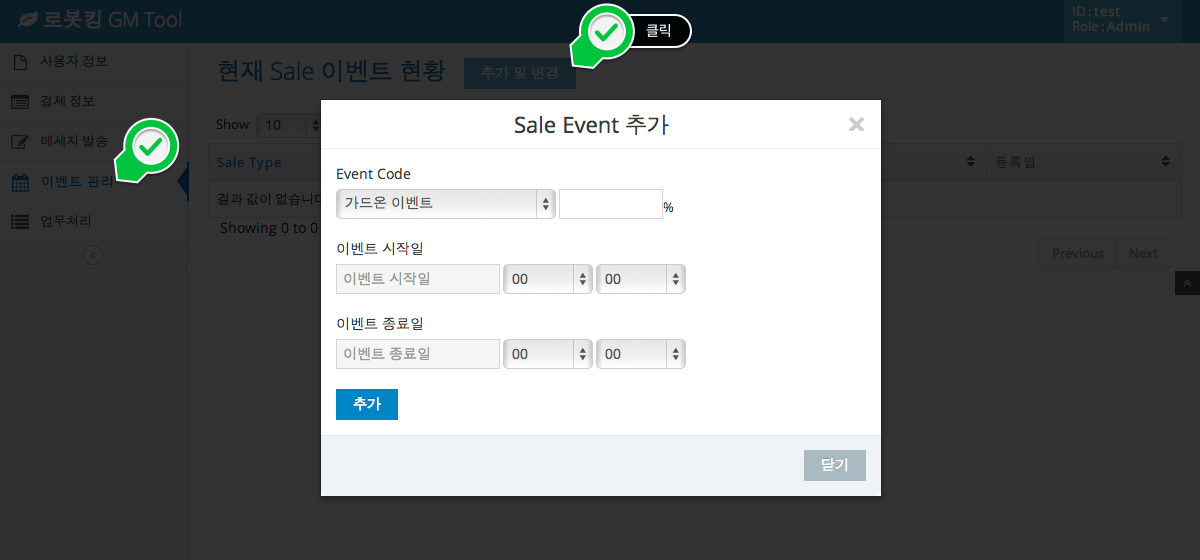 로봇킹 GM Tool
클릭
ID : test
Role : Admin
사용자 정보
결제 정보
메세지 발송
이벤트 관리
업무처리
현재 Sale 이벤트 현황
추가 및 변경
Show 10
Sale Type
등록일
결과 값이 없습니다
Showing 0 to 0
Previous Next
Sale Event 추가
Event Code
가드온 이벤트
%
이벤트 시작일
이벤트 시작일 00 00
이벤트 종료일
이벤트 종료일 00 00
추가
닫기